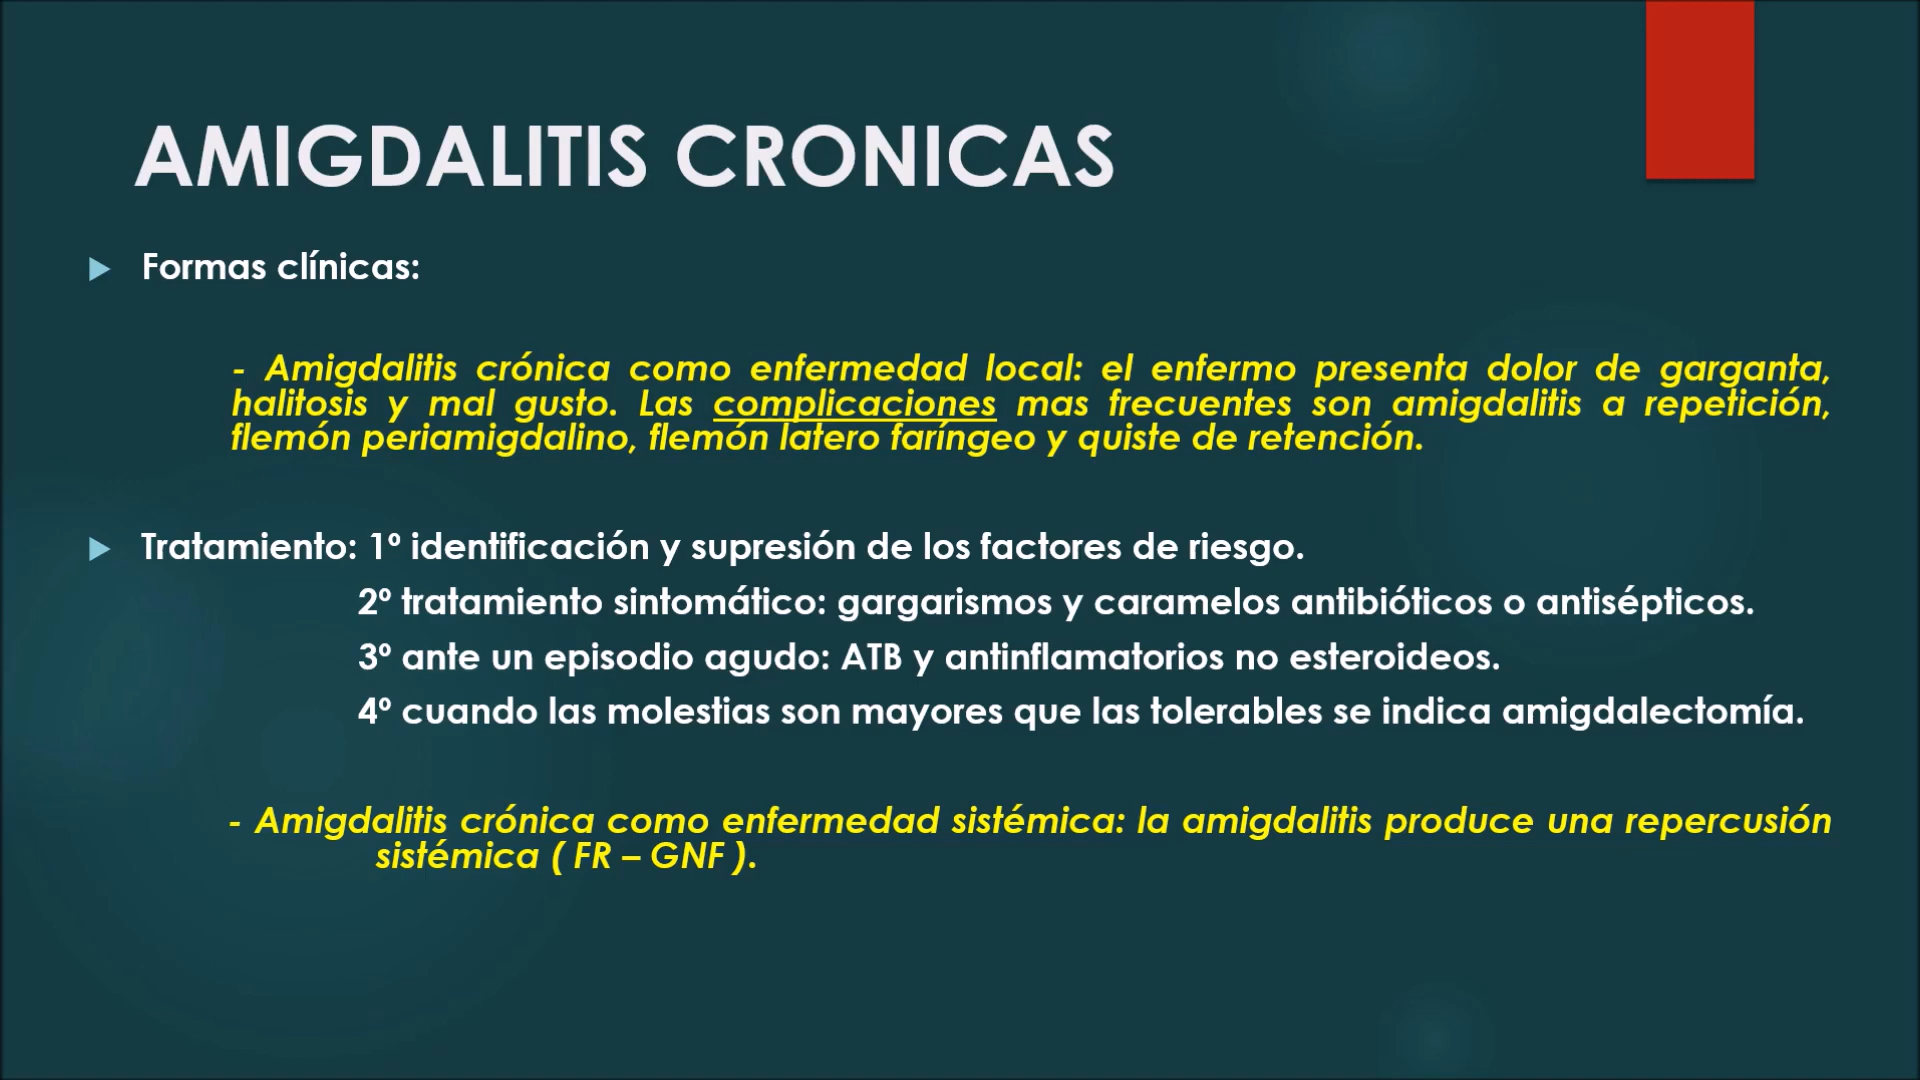 AMIGDALITIS CRONICAS
Formas clínicas:
- Amigdalitis crónica como enfermedad local: el enfermo presenta dolor de garganta,
halitosis y mal gusto. Las complicaciones mas frecuentes son amigdalitis a repetición,
flemón periamigdalino, flemón latero faríngeo y quiste de retención.
Tratamiento: 1º identificación y supresión de los factores de riesgo.
2º tratamiento sintomático: gargarismos y caramelos antibióticos o antisépticos.
3º ante un episodio agudo: ATB y antinflamatorios no esteroideos.
4º cuando las molestias son mayores que las tolerables se indica amigdalectomía.
- Amigdalitis crónica como enfermedad sistémica: la amigdalitis produce una repercusión
sistémica ( FR – GNF ).